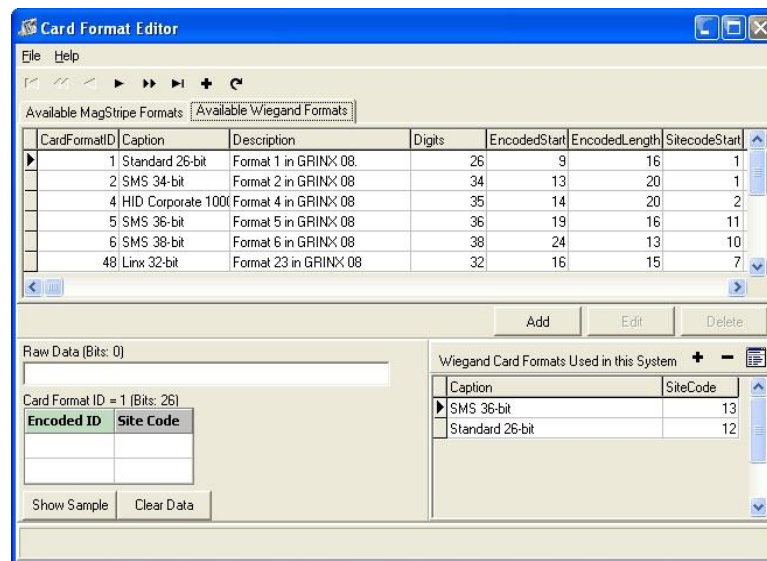 Card Format Editor
File Help
Available MagStripe Formats Available Wiegand Formats
CardFormatID Caption Description Digits EncodedStart EncodedLength SitecodeStart
1 Standard 26-bit Format 1 in GRINX 08. 26 9 16 1
2 SMS 34-bit Format 2 in GRINX 08 34 13 20 1
4 HID Corporate 100( Format 4 in GRINX 08 35 14 20 2
5 SMS 36-bit Format 5 in GRINX 08 36 19 16 11
6 SMS 38-bit Format 6 in GRINX 08 38 24 13 10
48 Linx 32-bit Format 23 in GRINX 08 32 16 15 7
Add Edit Delete
Raw Data (Bits: 0)
Card Format ID = 1 (Bits: 26)
Encoded ID Site Code
Show Sample Clear Data
Wiegand Card Formats Used in this System
Caption SiteCode
SMS 36-bit 13
Standard 26-bit 12